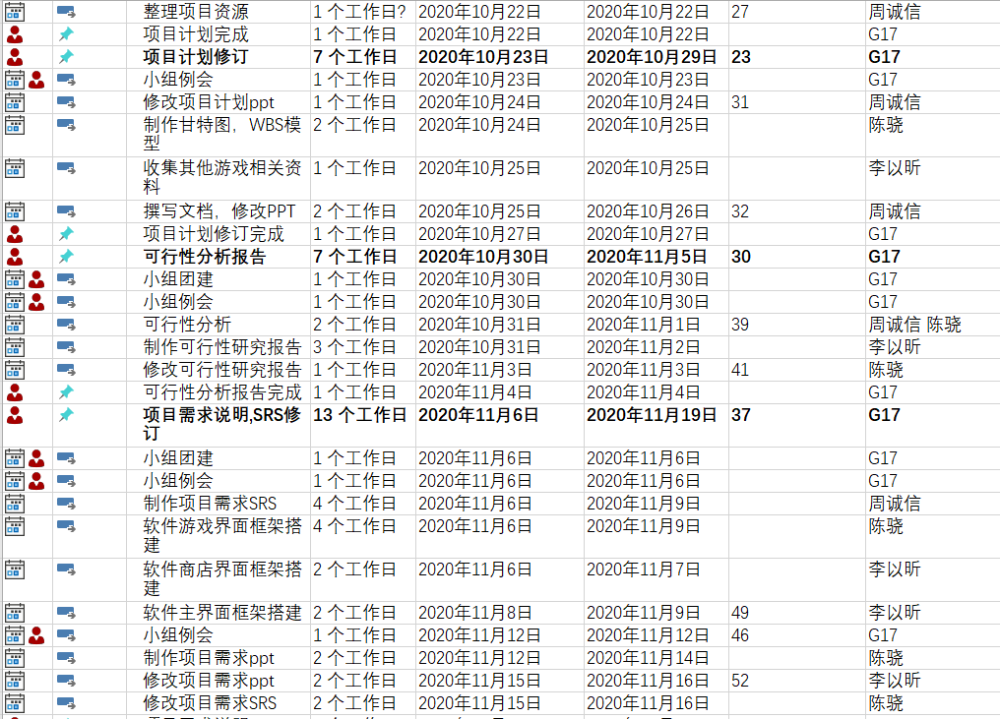 整理项目资源 1 个工作日? 2020年10月22日 2020年10月22日 27 周诚信
项目计划完成 1 个工作日 2020年10月22日 2020年10月22日 G17
项目计划修订 7 个工作日 2020年10月23日 2020年10月29日 23 G17
小组例会 1 个工作日 2020年10月23日 2020年10月23日 G17
修改项目计划ppt 1 个工作日 2020年10月24日 2020年10月24日 31 周诚信
制作甘特图，WBS模 2 个工作日 2020年10月24日 2020年10月25日 陈骁
型
收集其他游戏相关资 1 个工作日 2020年10月25日 2020年10月25日 李以昕
料
撰写文档，修改PPT 2 个工作日 2020年10月25日 2020年10月26日 32 周诚信
项目计划修订完成 1 个工作日 2020年10月27日 2020年10月27日 G17
可行性分析报告 7 个工作日 2020年10月30日 2020年11月5日 30 G17
小组团建 1 个工作日 2020年10月30日 2020年10月30日 G17
小组例会 1 个工作日 2020年10月30日 2020年10月30日 G17
可行性分析 2 个工作日 2020年10月31日 2020年11月1日 39 周诚信 陈骁
制作可行性研究报告 3 个工作日 2020年10月31日 2020年11月2日 李以昕
修改可行性研究报告 1 个工作日 2020年11月3日 2020年11月3日 41 陈骁
可行性分析报告完成 1 个工作日 2020年11月4日 2020年11月4日 G17
项目需求说明,SRS修 13 个工作日 2020年11月6日 2020年11月19日 37 G17
订
小组团建 1 个工作日 2020年11月6日 2020年11月6日 G17
小组例会 1 个工作日 2020年11月6日 2020年11月6日 G17
制作项目需求SRS 4 个工作日 2020年11月6日 2020年11月9日 周诚信
软件游戏界面框架搭 4 个工作日 2020年11月6日 2020年11月9日 陈骁
建
软件商店界面框架搭 2 个工作日 2020年11月6日 2020年11月7日 李以昕
建
软件主界面框架搭建 2 个工作日 2020年11月8日 2020年11月9日 49 李以昕
小组例会 1 个工作日 2020年11月12日 2020年11月12日 46 G17
制作项目需求ppt 2 个工作日 2020年11月12日 2020年11月14日 陈骁
修改项目需求ppt 2 个工作日 2020年11月15日 2020年11月16日 52 李以昕
修改项目需求SRS 2 个工作日 2020年11月15日 2020年11月16日 陈骁